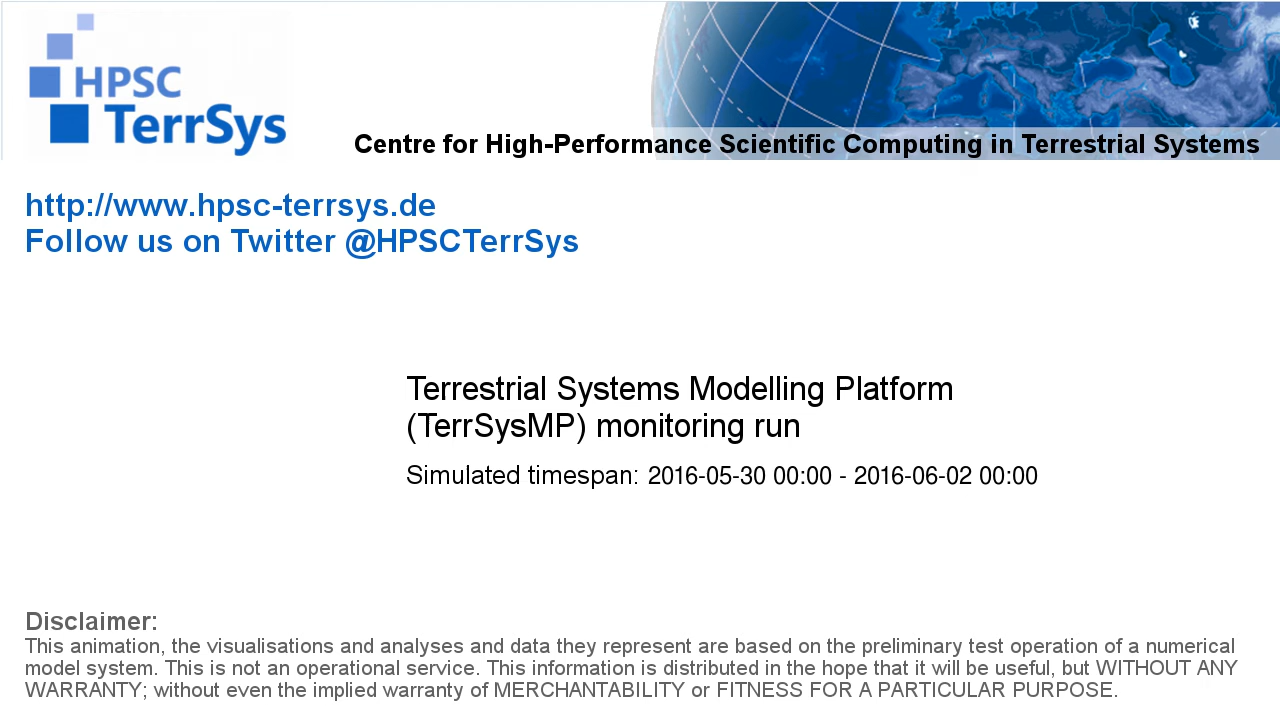 HPSC
TerrSys
Centre for High-Performance Scientific Computing in Terrestrial Systems
http://www.hpsc-terrsys.de
Follow us on Twitter @HPSCTerrSys
Terrestrial Systems Modelling Platform
(TerrSysMP) monitoring run
Simulated timespan: 2016-05-30 00:00 - 2016-06-02 00:00
Disclaimer:
This animation, the visualisations and analyses and data they represent are based on the preliminary test operation of a numerical
model system. This is not an operational service. This information is distributed in the hope that it will be useful, but WITHOUT ANY
WARRANTY; without even the implied warranty of MERCHANTABILITY or FITNESS FOR A PARTICULAR PURPOSE.